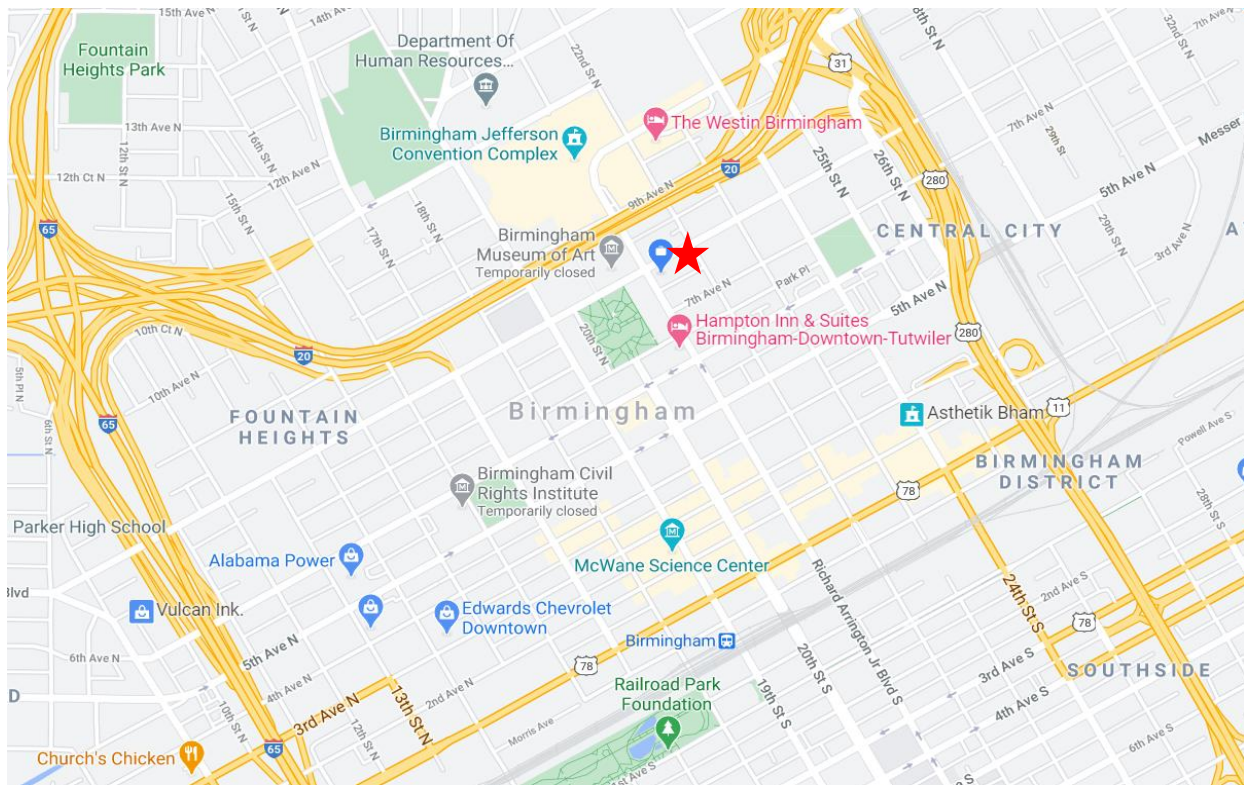 15th Ave N
14th
Fountain
Heights Park
Department Of
Human Resources...
22nd St N
31
28th St N
32nd St N
7th Ave N
13th Ave N
16th St N
Birmingham Jefferson
Convention Complex
The Westin Birmingham
7th Ave N
29th St
Messer
12th St N
12th Ct N
15th St N
12th Ave N
20
25th St N
26th St N
280
5th Ave N
65
17th St N
18th St N
9th Ave N
29th St N
3rd Ave N
Birmingham
Museum of Art
Temporarily closed
CENTRAL CITY
A
7th Ave N
Park Pl
5th Ave N
10th Ct N
20
20th St N
Hampton Inn & Suites
Birmingham-Downtown-Tutwiler
280
5th Pl N
10th Ave N
6th St N
65
FOUNTAIN
HEIGHTS
Birmingham
Asthetik Bham
11
Powell Ave S
BIRMINGHAM
DISTRICT
Birmingham Civil
Rights Institute
Temporarily closed
78
28th St S
Parker High School
Alabama Power
McWane Science Center
Blvd
Vulcan Ink.
Edwards Chevrolet
Downtown
Richard Arrington Jr Blvd S
24th St S
2nd Ave S
78
6th Ave N
5th Ave N
Birmingham
20th St S
3rd Ave S
SOUTHSIDE
D
4th Ave N
10th St N
3rd Ave N
13th St N
2nd Ave N
78
Railroad Park
Foundation
19th St S
4th Ave S
12th St N
Morris Ave
6th Ave S
65
Church's Chicken
1st Ave S